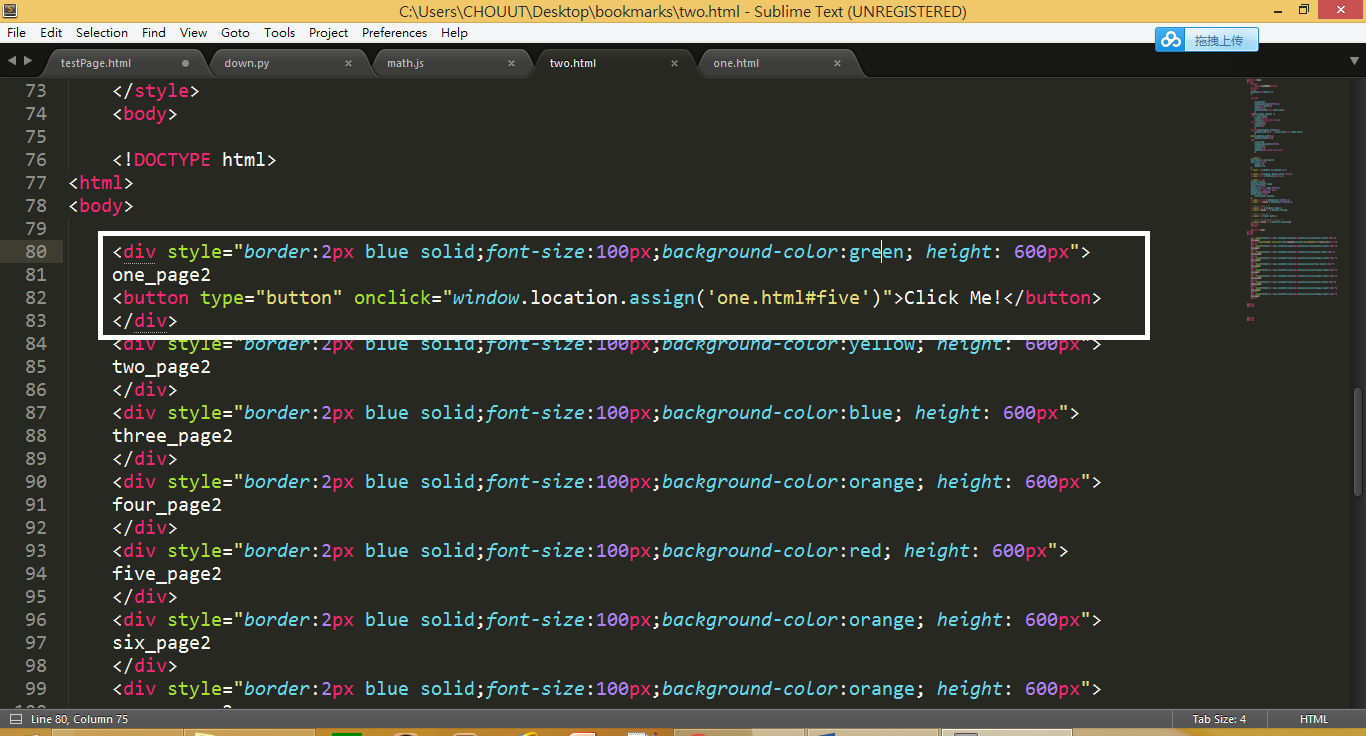 C:\Users\CHOUUT\Desktop\bookmarks\two.html - Sublime Text (UNREGISTERED)
File Edit Selection Find View Goto Tools Project Preferences Help
拖拽上传
testPage.html down.py math.js two.html one.html
73 </style>
74 <body>
75
76 <!DOCTYPE html>
77 <html>
78 <body>
79
80 <div style="border:2px blue solid;font-size:100px;background-color:green; height: 600px">
81 one_page2
82 <button type="button" onclick="window.location.assign('one.html#five')">Click Me!</button>
83 </div>
84 <div style="border:2px blue solid;font-size:100px;background-color:yellow; height: 600px">
85 two_page2
86 </div>
87 <div style="border:2px blue solid;font-size:100px;background-color:blue; height: 600px">
88 three_page2
89 </div>
90 <div style="border:2px blue solid;font-size:100px;background-color:orange; height: 600px">
91 four_page2
92 </div>
93 <div style="border:2px blue solid;font-size:100px;background-color:red; height: 600px">
94 five_page2
95 </div>
96 <div style="border:2px blue solid;font-size:100px;background-color:orange; height: 600px">
97 six_page2
98 </div>
99 <div style="border:2px blue solid;font-size:100px;background-color:orange; height: 600px">
Line 80, Column 75 Tab Size: 4 HTML